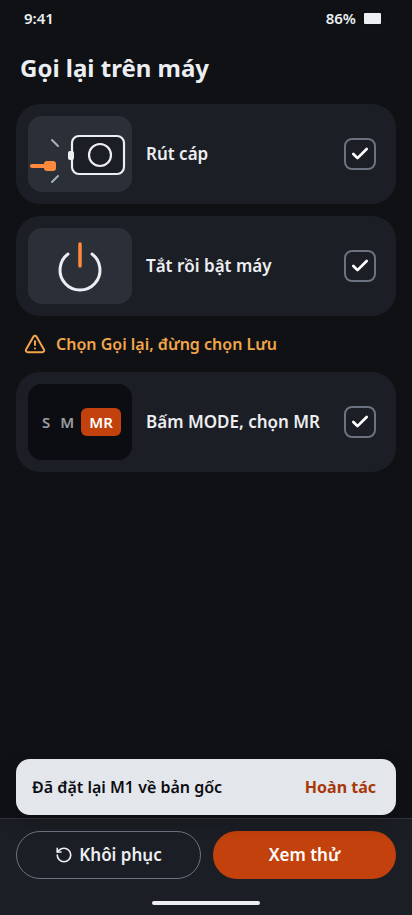 9:41
86%
Gọi lại trên máy
Rút cáp
Tắt rồi bật máy
Chọn Gọi lại, đừng chọn Lưu
S M MR
Bấm MODE, chọn MR
Đã đặt lại M1 về bản gốc
Hoàn tác
Khôi phục
Xem thử